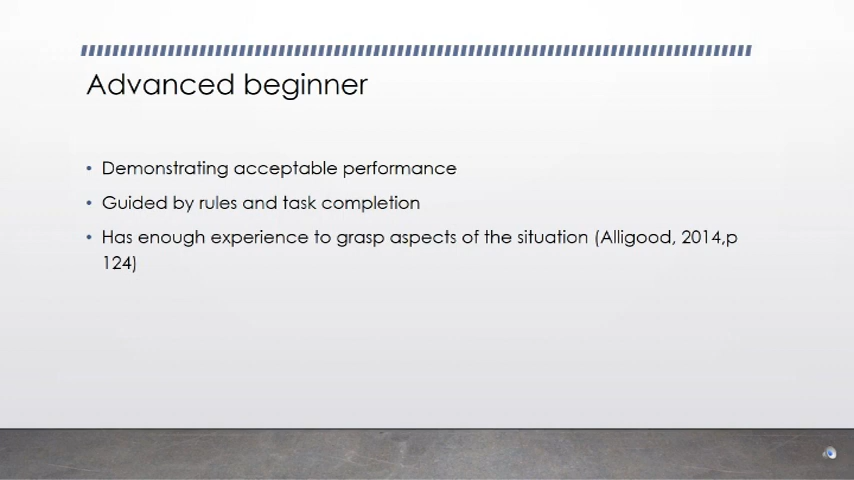 Advanced beginner
• Demonstrating acceptable performance
• Guided by rules and task completion
• Has enough experience to grasp aspects of the situation (Alligood, 2014,p
124)